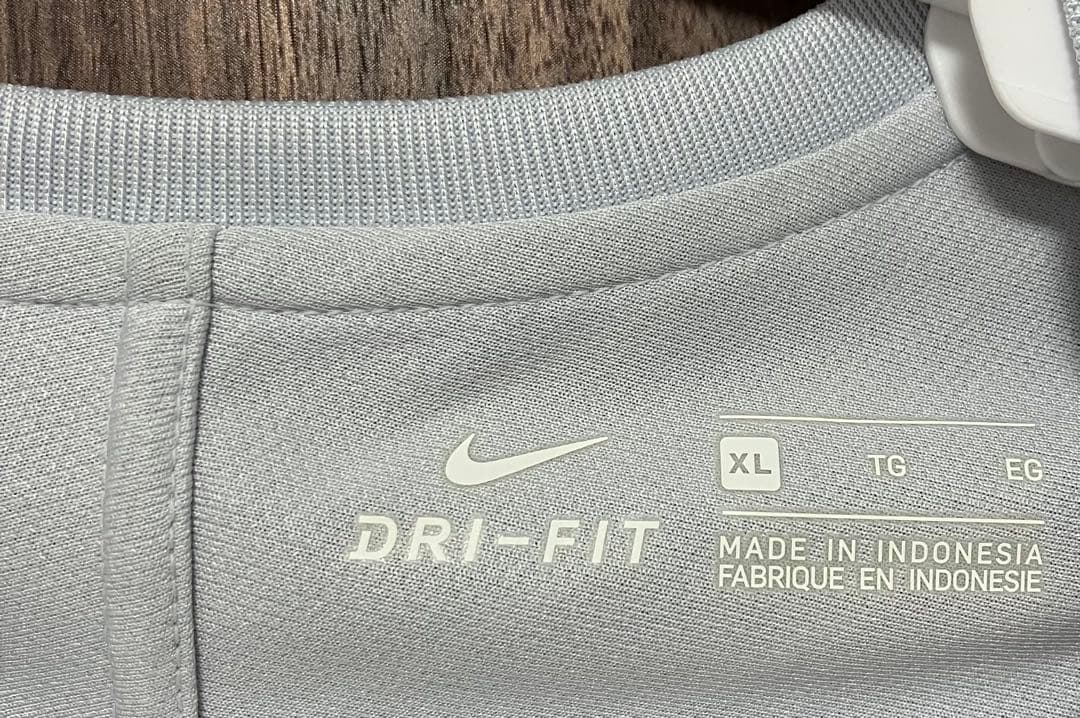 DRI-FIT
XL TG EG
MADE IN INDONESIA
FABRIQUE EN INDONESIE